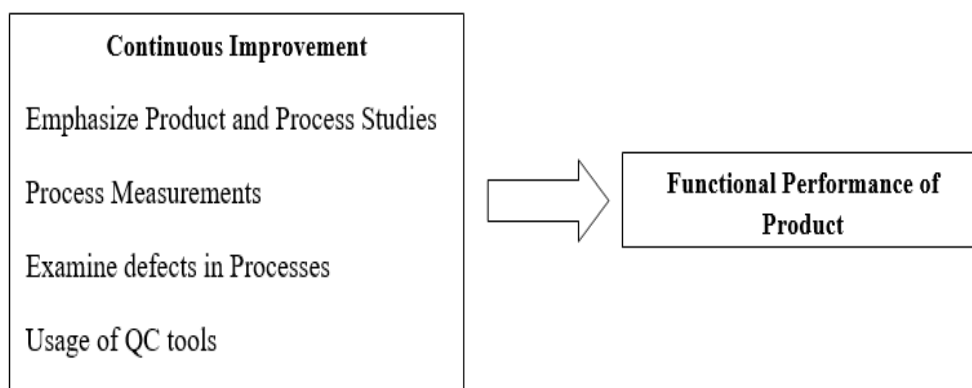 Continuous Improvement
Emphasize Product and Process Studies
Process Measurements
Examine defects in Processes
Usage of QC tools
Functional Performance of
Product